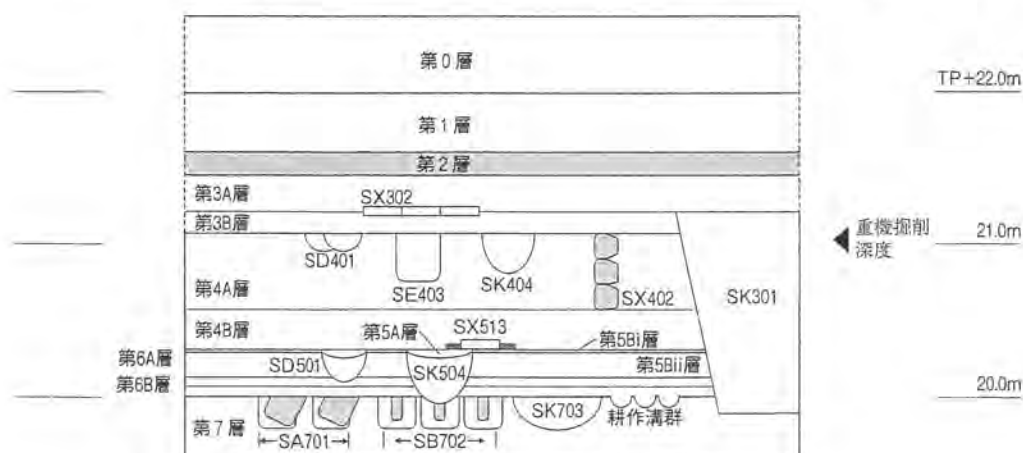 第0層
TP+22.0m
第1層
第2層
第3A層
SX302
第3B層
重機掘削
深度
21.0m
SD401
SE403
SK404
SX402
SK301
第4A層
第4B層
第5A層
SX513
第5Bi層
第6A層
SD501
SK504
第5Bii層
第6B層
20.0m
第7層
SA701
SB702
SK703
耕作溝群